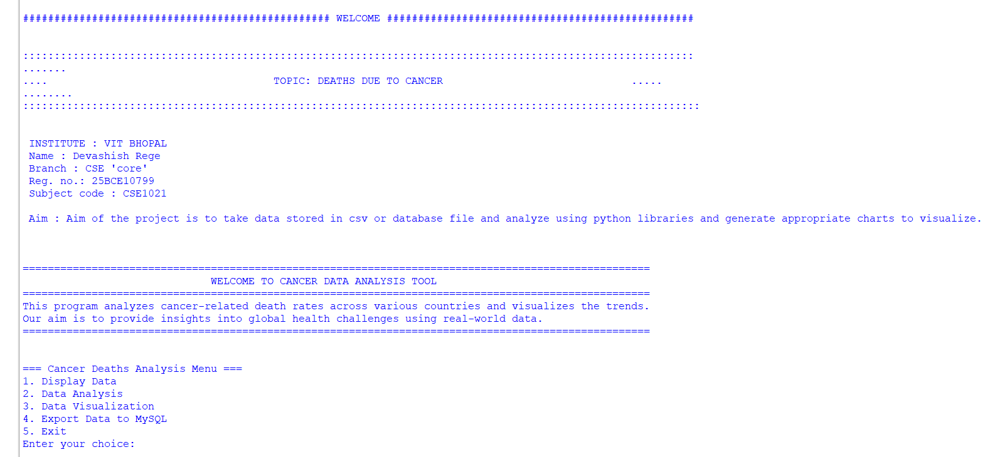 ################################################# WELCOME #################################################
:::::::::::::::::::::::::::::::::::::::::::::::::::::::::::::::::::::::::::::::::::::::::::::::::::::::::::
.......
.... TOPIC: DEATHS DUE TO CANCER .....
........
::::::::::::::::::::::::::::::::::::::::::::::::::::::::::::::::::::::::::::::::::::::::::::::::::::::::::::
INSTITUTE : VIT BHOPAL
Name : Devashish Rege
Branch : CSE 'core'
Reg. no.: 25BCE10799
Subject code : CSE1021
Aim : Aim of the project is to take data stored in csv or database file and analyze using python libraries and generate appropriate charts to visualize.
====================================================================================================
WELCOME TO CANCER DATA ANALYSIS TOOL
====================================================================================================
This program analyzes cancer-related death rates across various countries and visualizes the trends.
Our aim is to provide insights into global health challenges using real-world data.
====================================================================================================
=== Cancer Deaths Analysis Menu ===
1. Display Data
2. Data Analysis
3. Data Visualization
4. Export Data to MySQL
5. Exit
Enter your choice: